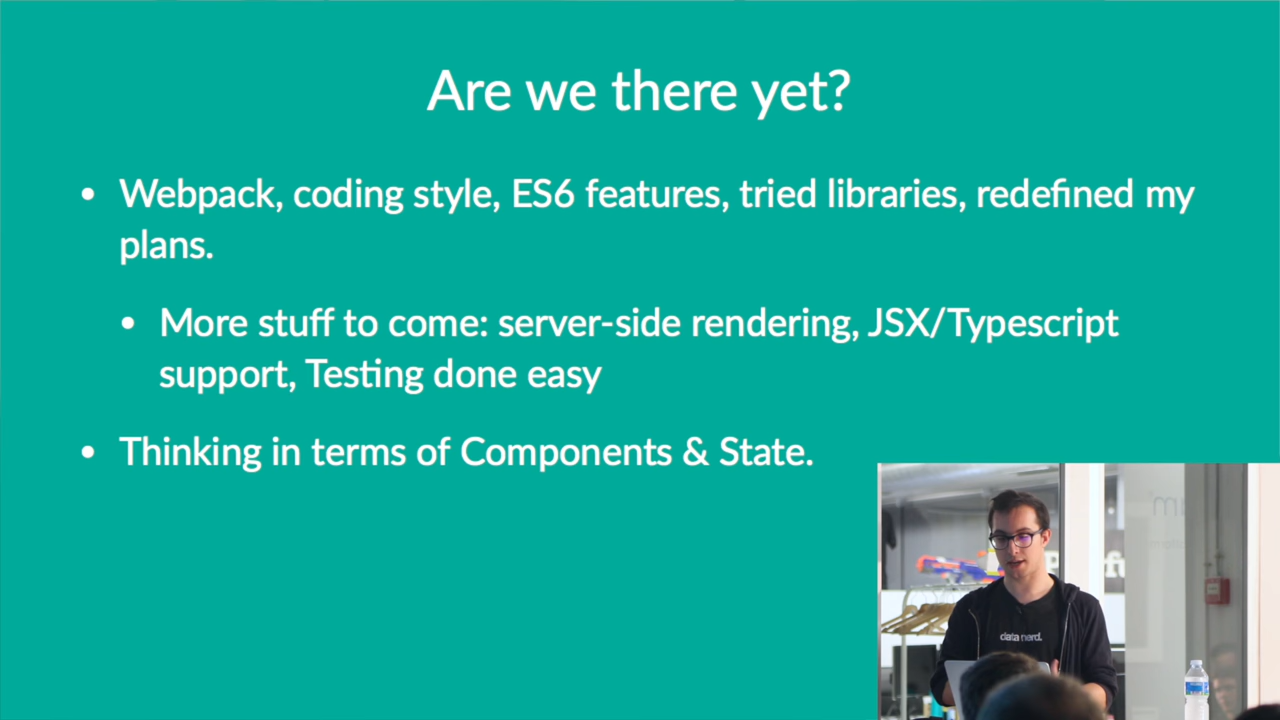 Are we there yet?
• Webpack, coding style, ES6 features, tried libraries, redefined my
plans.
• More stuff to come: server-side rendering, JSX/Typescript
support, Testing done easy
• Thinking in terms of Components & State.
data nerd.